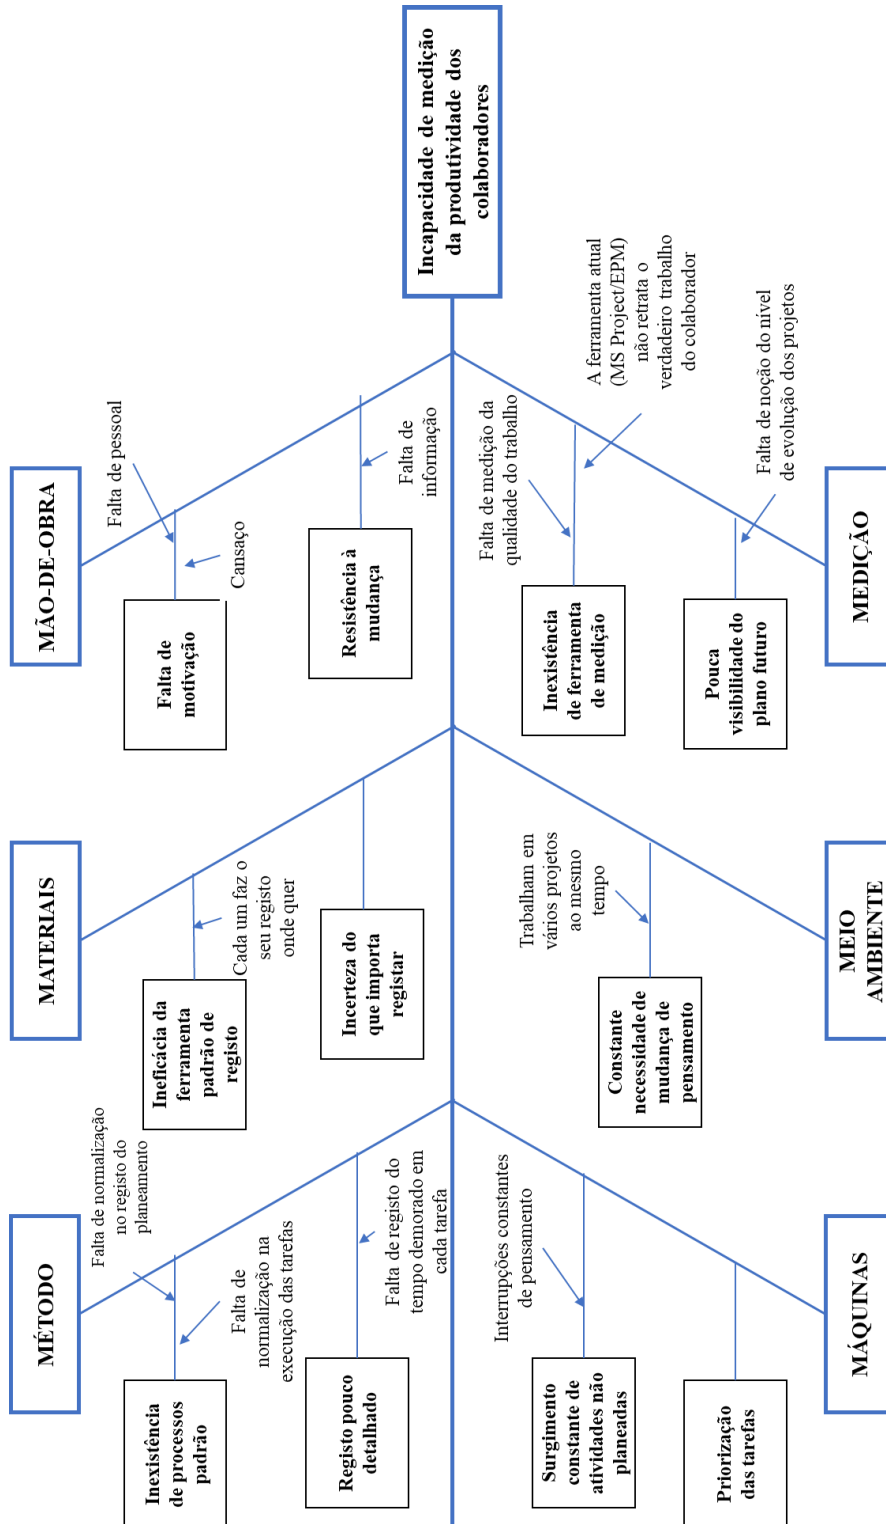 MÉTODO
MATERIAIS
MÃO-DE-OBRA
Inexistência
de processos
padrão
Falta de normalização
no registo do
planeamento
Falta de
normalização na
execução das tarefas
Registo pouco
detalhado
Falta de registo do
tempo demorado em
cada tarefa
Ineficácia da
ferramenta
padrão de
registo
Cada um faz o
seu registo
onde quer
Incerteza do
que importa
registar
Falta de
motivação
Falta de pessoal
Cansaço
Resistência à
mudança
Falta de
informação
Incapacidade de medição
da produtividade dos
colaboradores
Surgimento
constante de
atividades não
planeadas
Interrupções constantes
de pensamento
Priorização
das tarefas
Constante
necessidade de
mudança de
pensamento
Trabalham em
vários projetos
ao mesmo
tempo
Inexistência
de ferramenta
de medição
Falta de medição da
qualidade do trabalho
A ferramenta atual
(MS Project/EPM)
não retrata o
verdadeiro trabalho
do colaborador
Pouca
visibilidade do
plano futuro
Falta de noção do nível
de evolução dos projetos
MÁQUINAS
MEIO
AMBIENTE
MEDIÇÃO